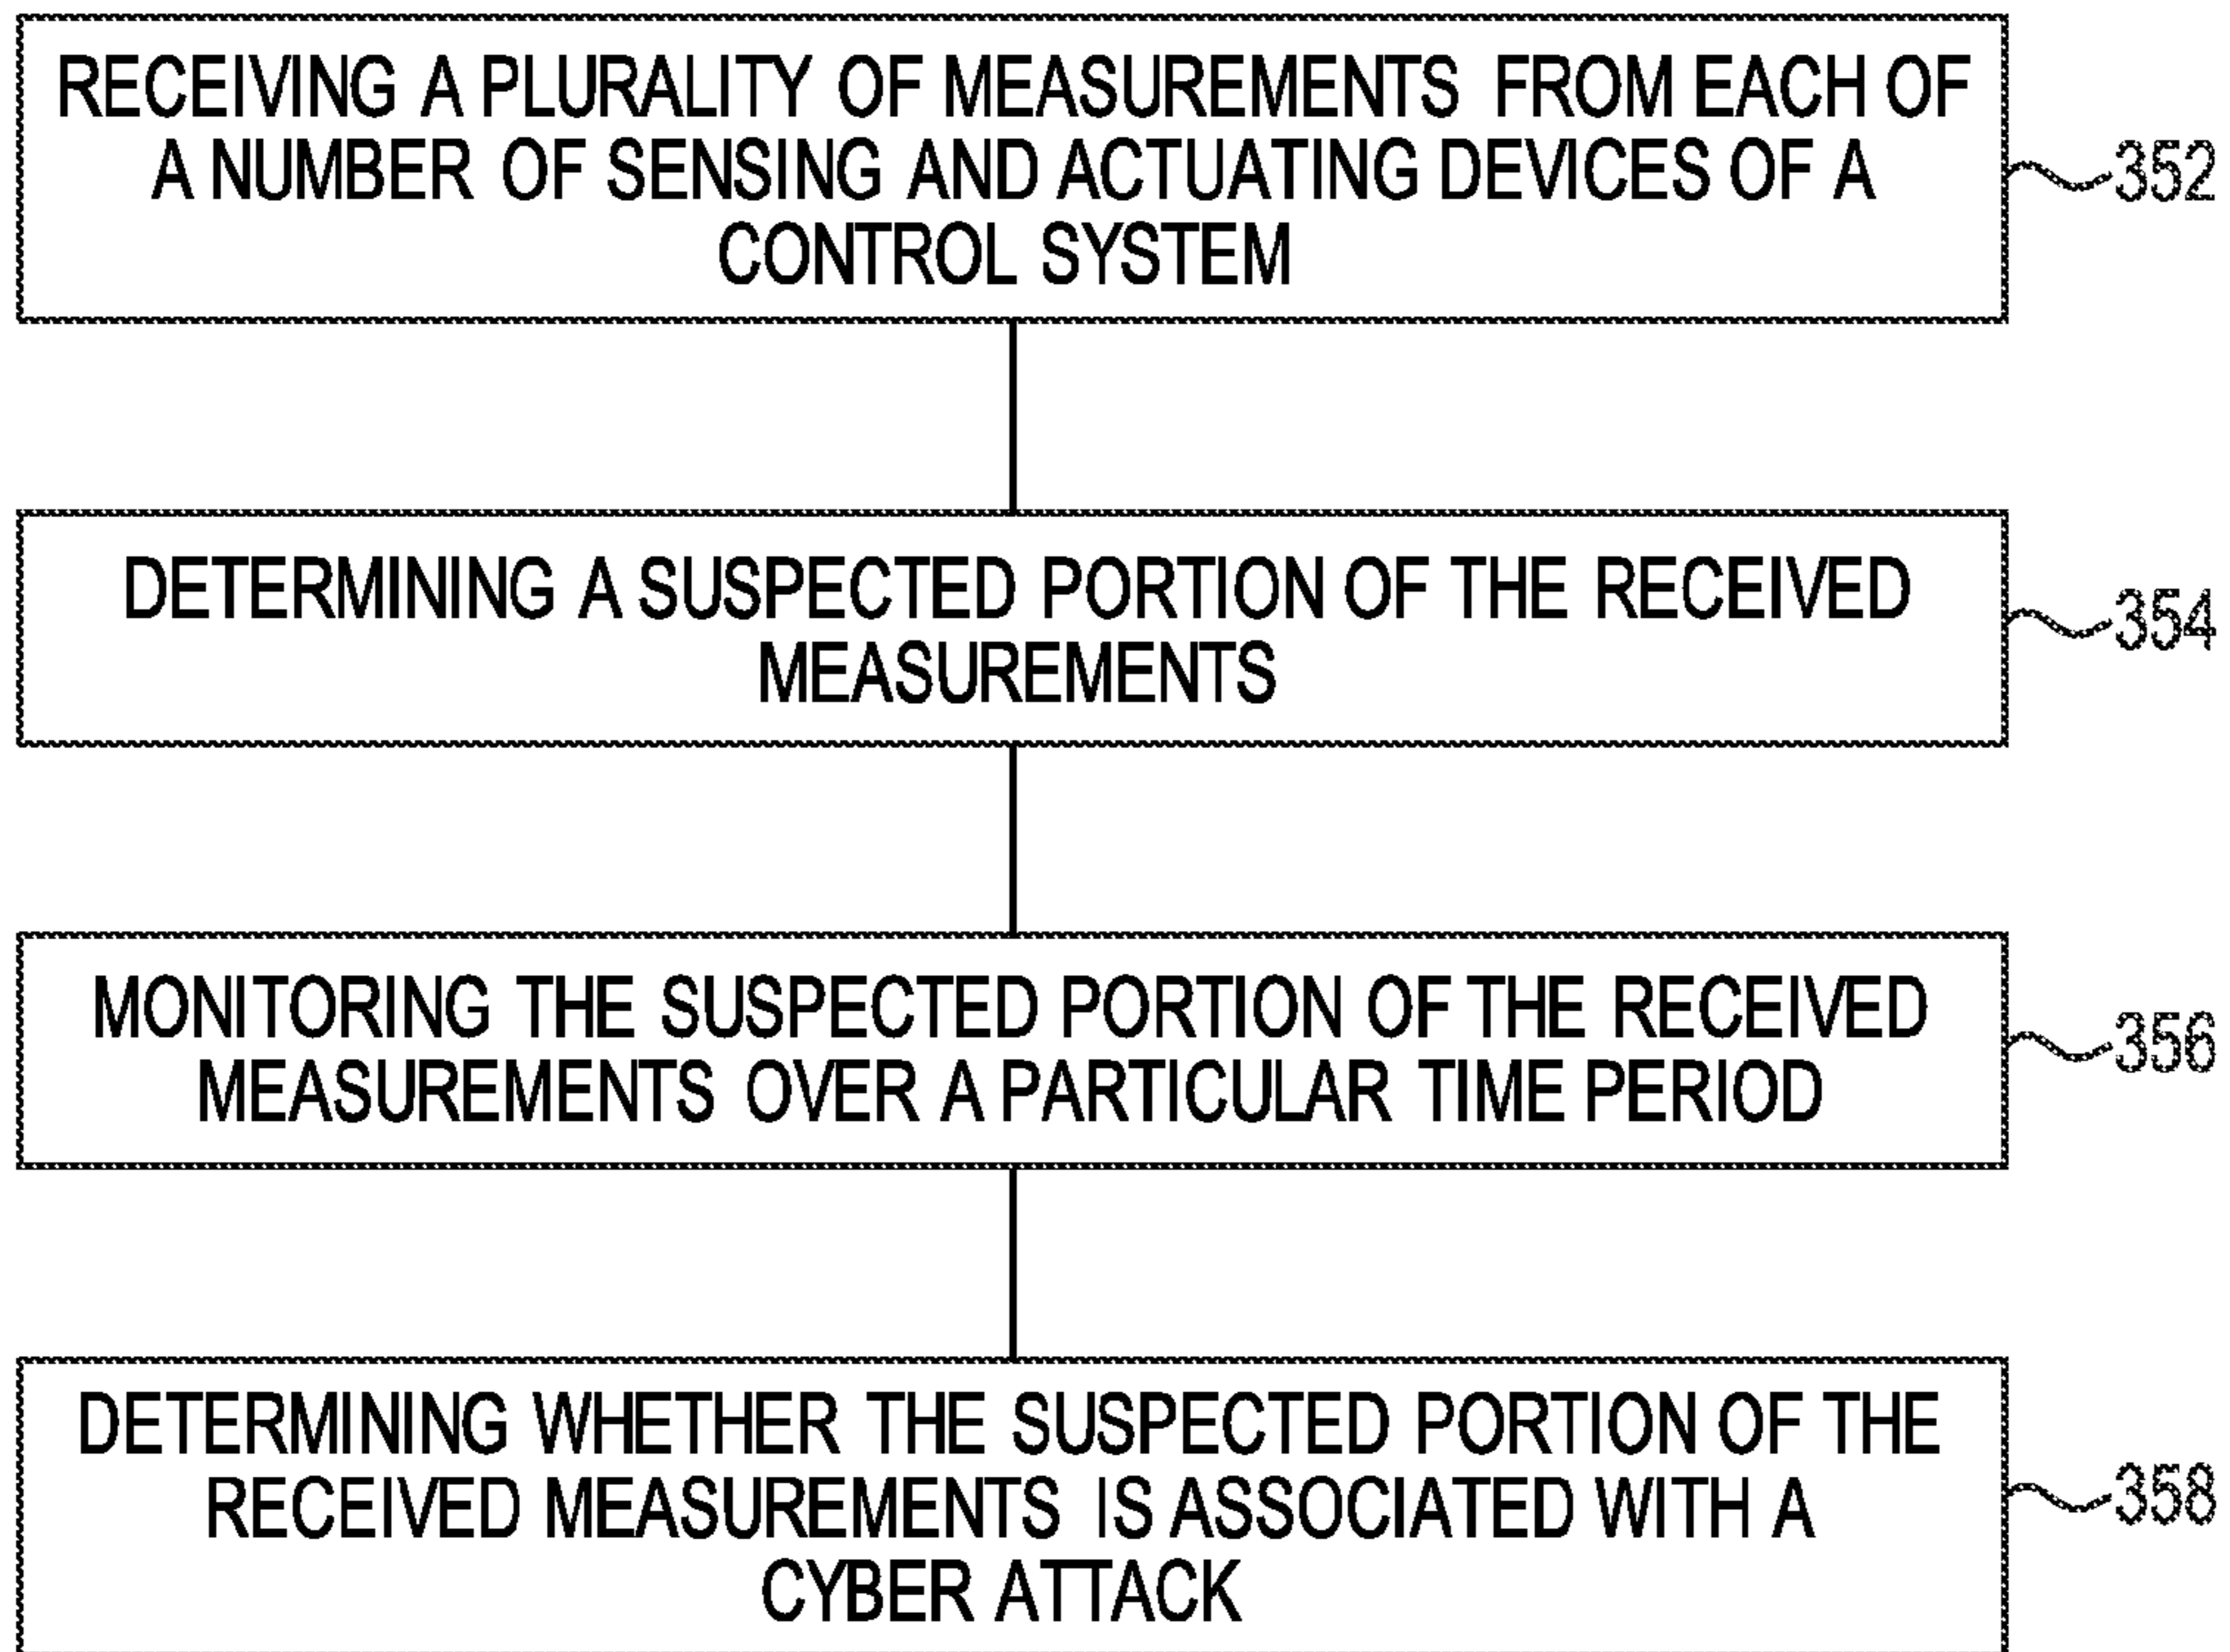 RECEIVING A PLURALITY OF MEASUREMENTS FROM EACH OF
A NUMBER OF SENSING AND ACTUATING DEVICES OF A
CONTROL SYSTEM
352
DETERMINING A SUSPECTED PORTION OF THE RECEIVED
MEASUREMENTS
354
MONITORING THE SUSPECTED PORTION OF THE RECEIVED
MEASUREMENTS OVER A PARTICULAR TIME PERIOD
356
DETERMINING WHETHER THE SUSPECTED PORTION OF THE
RECEIVED MEASUREMENTS IS ASSOCIATED WITH A
CYBER ATTACK
358